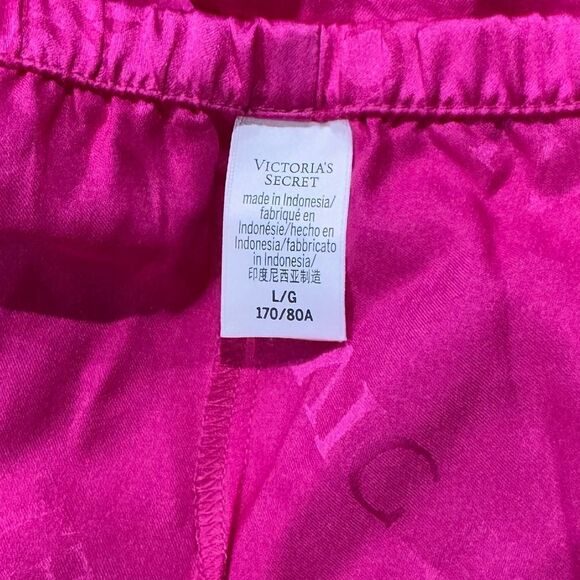 VICTORIA'S
SECRET
made in Indonesia/
fabriqué en
Indonésie/hecho en
Indonesia/fabbricato
in Indonesia/
印度尼西亚制造
L/G
170/80A
I
C